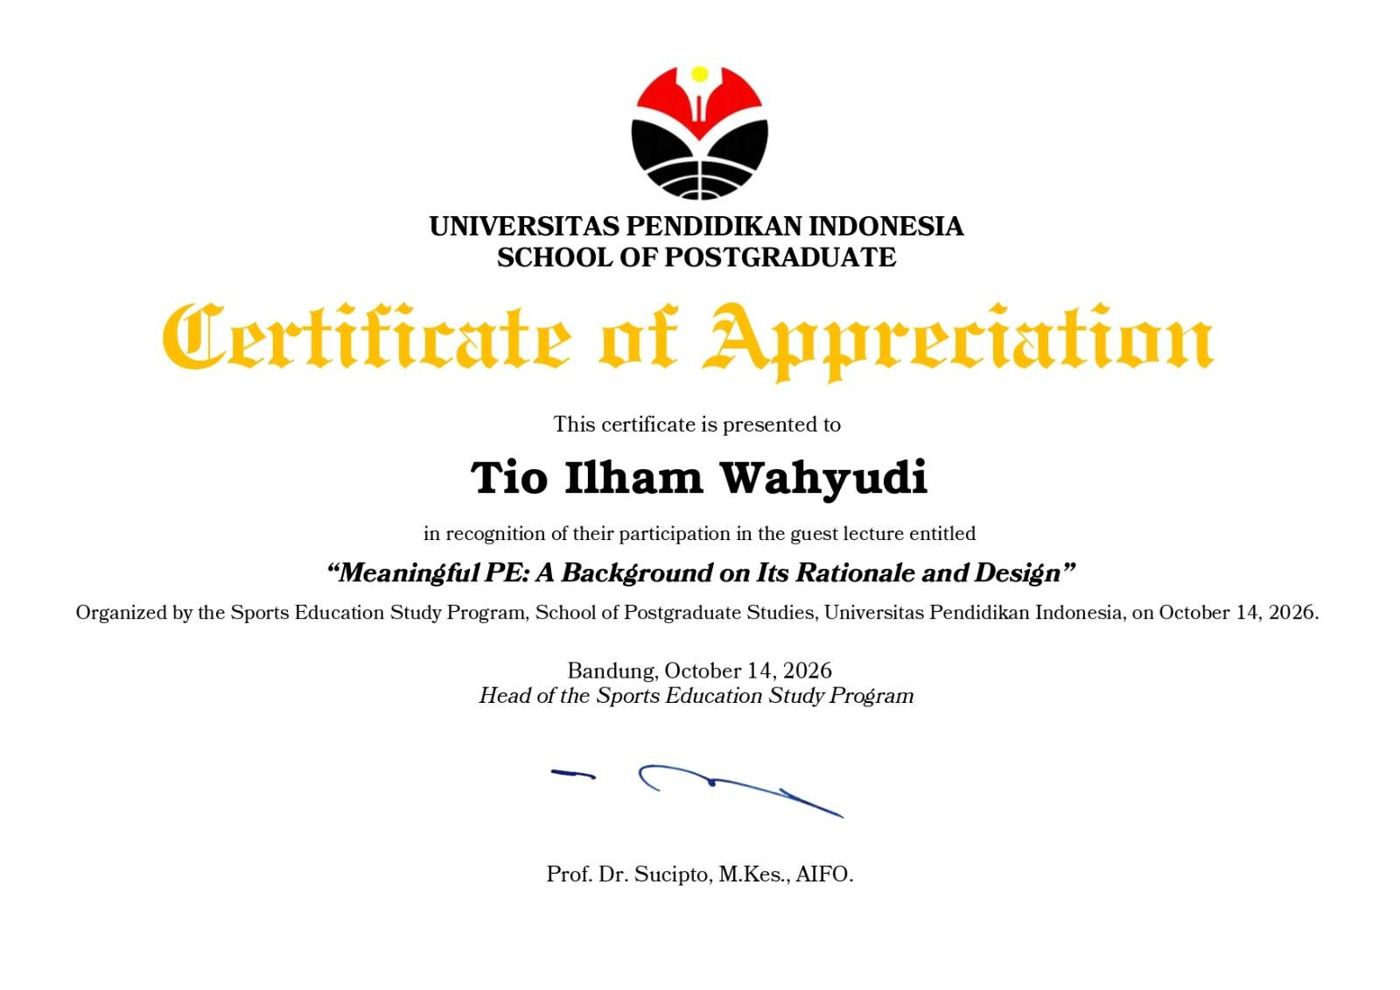 UNIVERSITAS PENDIDIKAN INDONESIA
SCHOOL OF POSTGRADUATE
Certificate of Appreciation
This certificate is presented to
Tio Ilham Wahyudi
in recognition of their participation in the guest lecture entitled
“Meaningful PE: A Background on Its Rationale and Design”
Organized by the Sports Education Study Program, School of Postgraduate Studies, Universitas Pendidikan Indonesia, on October 14, 2026.
Bandung, October 14, 2026
Head of the Sports Education Study Program
Prof. Dr. Sucipto, M.Kes., AIFO.